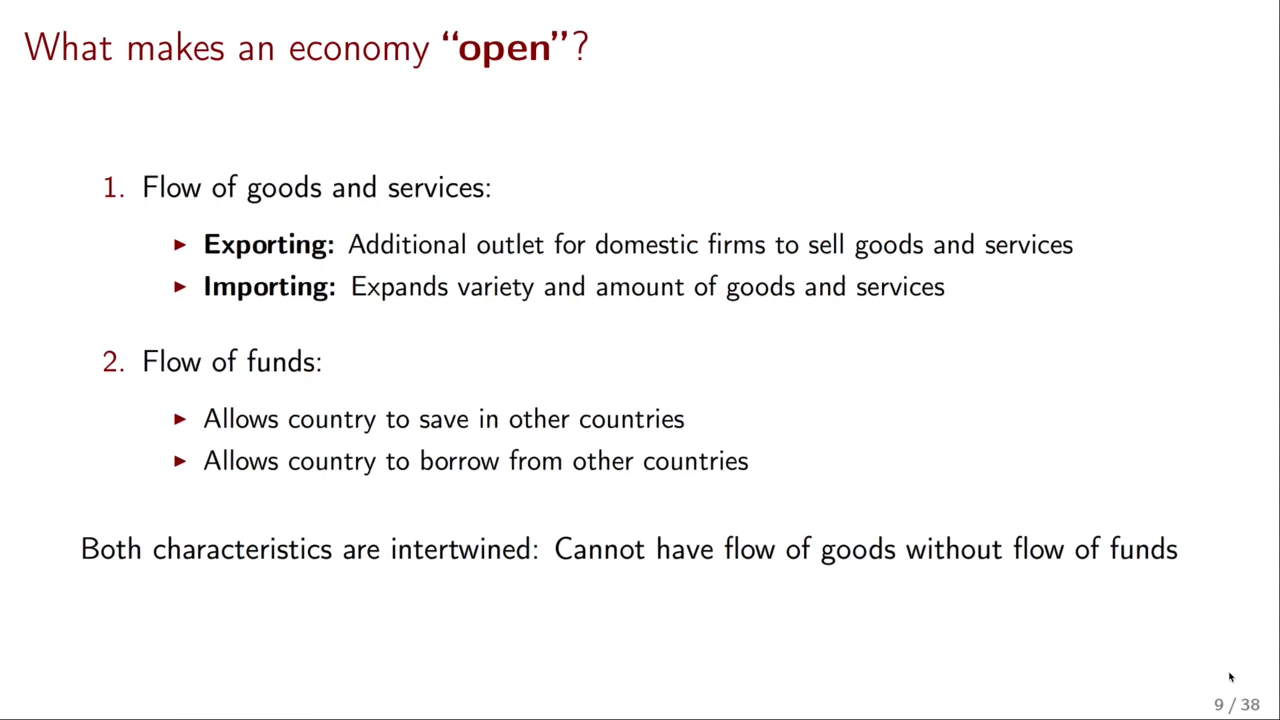 What makes an economy “open”?
1. Flow of goods and services:
▶ Exporting: Additional outlet for domestic firms to sell goods and services
▶ Importing: Expands variety and amount of goods and services
2. Flow of funds:
▶ Allows country to save in other countries
▶ Allows country to borrow from other countries
Both characteristics are intertwined: Cannot have flow of goods without flow of funds
9 / 38